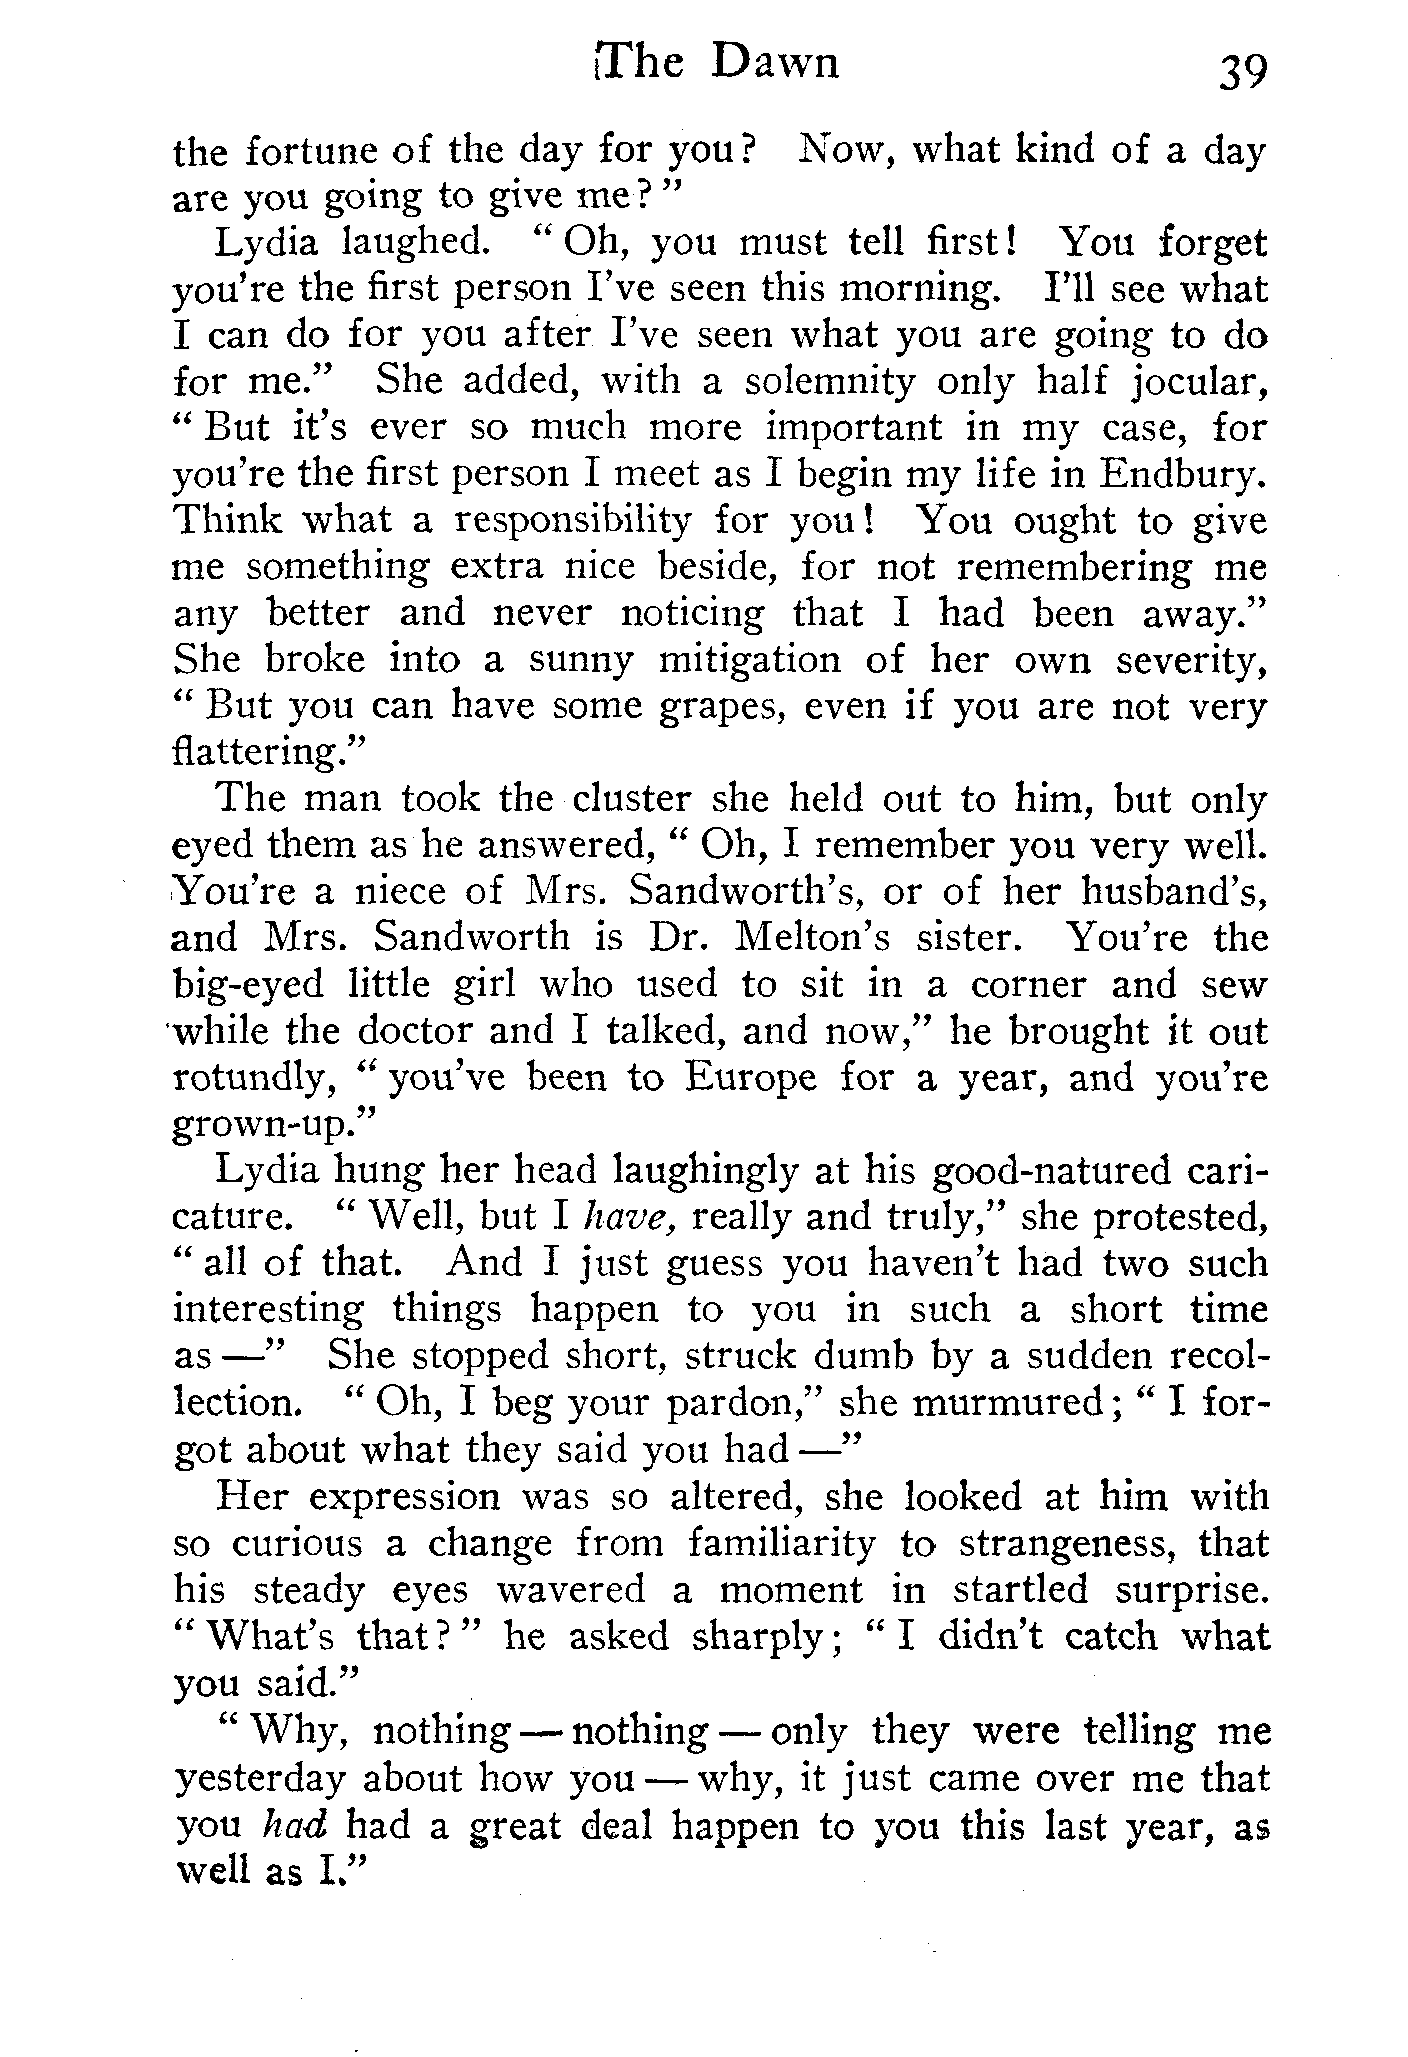 The Dawn 39
the fortune of the day for you? Now, what kind of a day
are you going to give me?"
Lydia laughed. "Oh, you must tell first! You forget
you're the first person I've seen this morning. I'll see what
I can do for you after I've seen what you are going to do
for me." She added, with a solemnity only half jocular,
"But it's ever so much more important in my case, for
you're the first person I meet as I begin my life in Endbury.
Think what a responsibility for you! You ought to give
me something extra nice beside, for not remembering me
any better and never noticing that I had been away."
She broke into a sunny mitigation of her own severity,
"But you can have some grapes, even if you are not very
flattering."
The man took the cluster she held out to him, but only
eyed them as he answered, "Oh, I remember you very well.
You're a niece of Mrs. Sandworth's, or of her husband's,
and Mrs. Sandworth is Dr. Melton's sister. You're the
big-eyed little girl who used to sit in a corner and sew
while the doctor and I talked, and now," he brought it out
rotundly, "you've been to Europe for a year, and you're
grown-up."
Lydia hung her head laughingly at his good-natured cari-
cature. "Well, but I have, really and truly," she protested,
"all of that. And I just guess you haven't had two such
interesting things happen to you in such a short time
as —" She stopped short, struck dumb by a sudden recol-
lection. "Oh, I beg your pardon," she murmured; "I for-
got about what they said you had —"
Her expression was so altered, she looked at him with
so curious a change from familiarity to strangeness, that
his steady eyes wavered a moment in startled surprise.
"What's that?" he asked sharply; "I didn't catch what
you said."
"Why, nothing — nothing — only they were telling me
yesterday about how you — why, it just came over me that
you had had a great deal happen to you this last year, as
well as I."